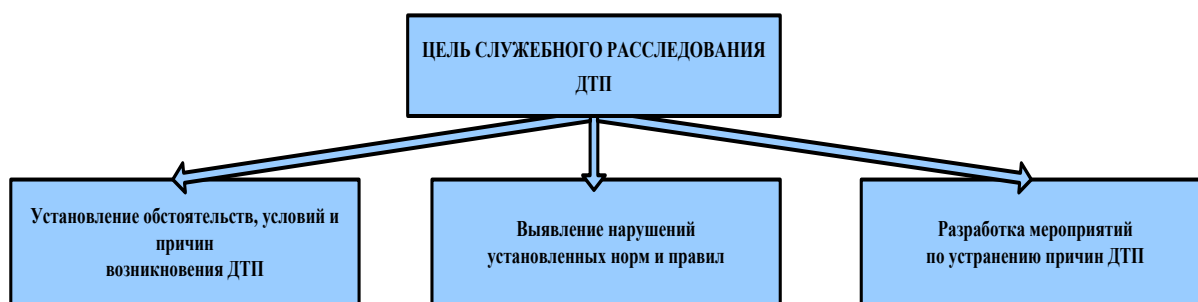 ЦЕЛЬ СЛУЖЕБНОГО РАССЛЕДОВАНИЯ
ДТП
Установление обстоятельств, условий и
причин
возникновения ДТП
Выявление нарушений
установленных норм и правил
Разработка мероприятий
по устранению причин ДТП